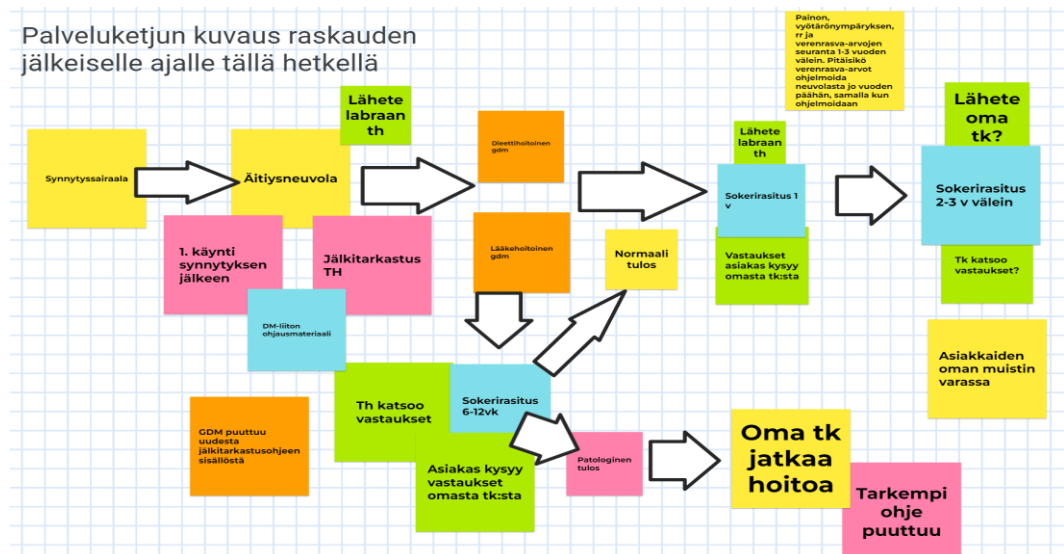 Palveluketjun kuvaus raskauden
jälkeiselle ajalle tällä hetkellä
Painon,
vyötärönympäryksen,
rr ja
verenrasva-arvojen
seuranta 1-3 vuoden
välein. Pitäisikö
verenrasva-arvot
ohjelmoida
neuvolasta jo vuoden
päähän, samalla kun
ohjelmoidaan
Lähete
labraan
th
Lähete
oma
tk?
Synnytyssairaala
Äitiysneuvola
Dieettihoitoinen
gdm
Lähete
labraan
th
Sokerirasitus 1
v
Sokerirasitus
2-3 v välein
1. käynti
synnytyksen
jälkeen
Jälkitarkastus
TH
Lääkehoitoinen
gdm
Normaali
tulos
Vastaukset
asiakas kysyy
omasta tk:sta
Tk katsoo
vastaukset?
DM-liiton
ohjausmateriaali
Asiakkaiden
oman muistin
varassa
Th katsoo
vastaukset
Sokerirasitus
6-12vk
GDM puuttuu
uudesta
jälkitarkastusohjeen
sisällöstä
Asiakas kysyy
vastaukset
omasta tk:sta
Patologinen
tulos
Oma tk
jatkaa
hoitoa
Tarkempi
ohje
puuttuu